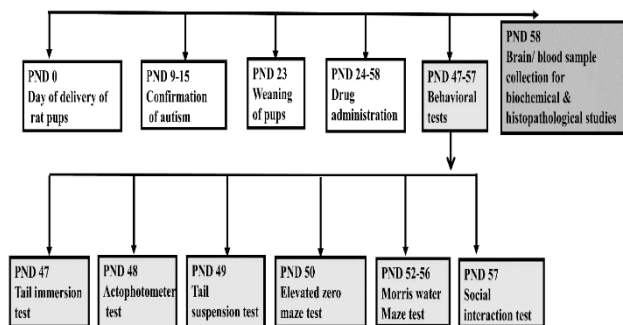 PND 0
Day of delivery of
rat pups
PND 9-15
Confirmation
of autism
PND 23
Weaning
of pups
PND 24-58
Drug
administration
PND 47-57
Behavioral
tests
PND 58
Brain/ blood sample
collection for
biochemical &
histopathological studies
PND 47
Tail immersion
test
PND 48
Actophotometer
test
PND 49
Tail
suspension test
PND 50
Elevated zero
maze test
PND 52-56
Morris water
Maze test
PND 57
Social
interaction test